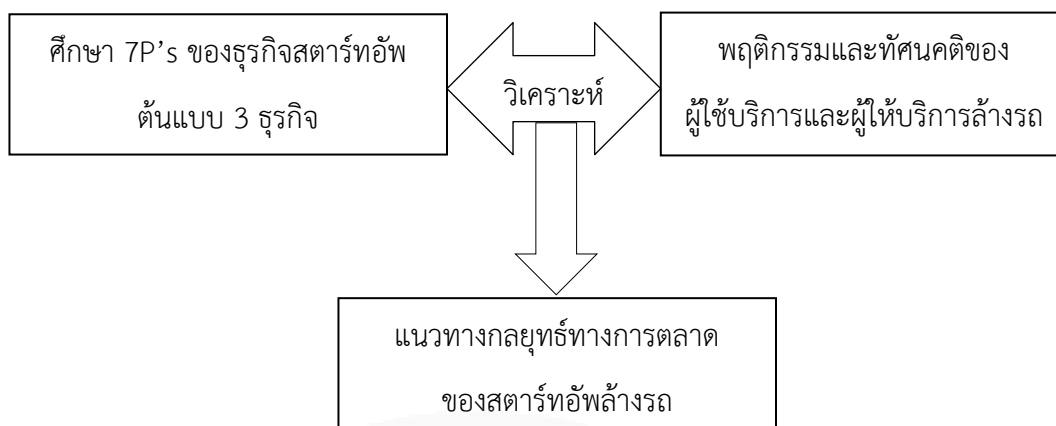 ศึกษา 7P’s ของธุรกิจสตาร์ทอัพ
ต้นแบบ 3 ธุรกิจ
วิเคราะห์
พฤติกรรมและทัศนคติของ
ผู้ใช้บริการและผู้ให้บริการล้างรถ
แนวทางกลยุทธ์ทางการตลาด
ของสตาร์ทอัพล้างรถ